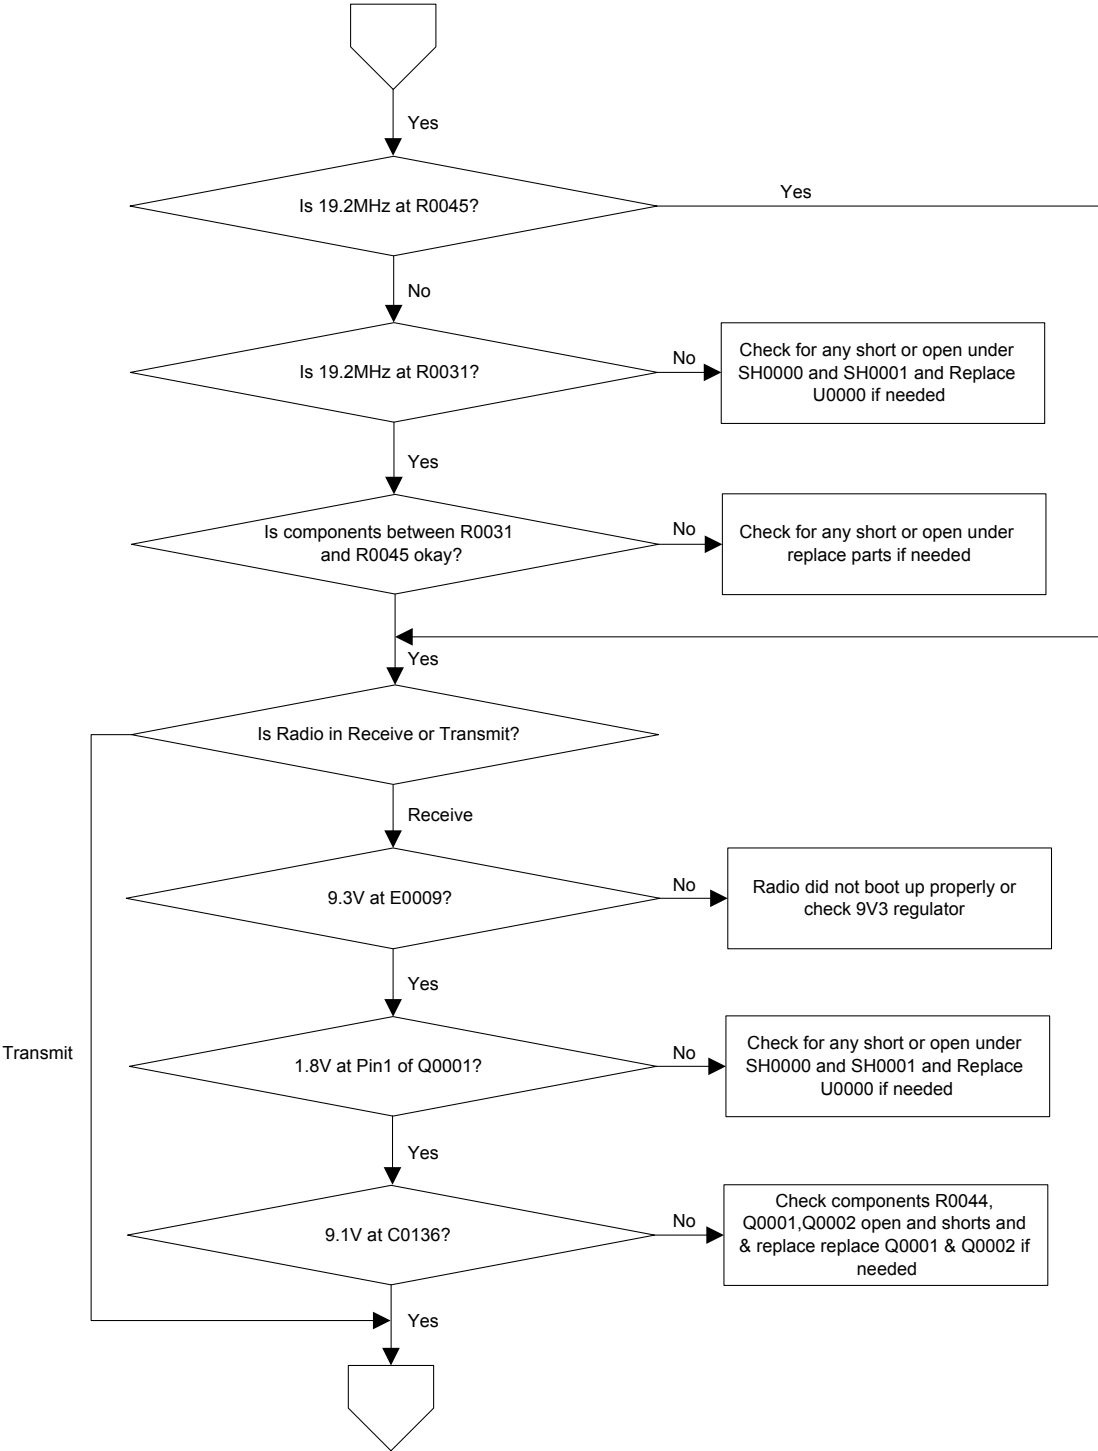 Yes
Is 19.2MHz at R0045?
Yes
No
Is 19.2MHz at R0031?
No
Check for any short or open under
SH0000 and SH0001 and Replace
U0000 if needed
Yes
Is components between R0031
and R0045 okay?
No
Check for any short or open under
replace parts if needed
Yes
Is Radio in Receive or Transmit?
Receive
9.3V at E0009?
No
Radio did not boot up properly or
check 9V3 regulator
Yes
Transmit
1.8V at Pin1 of Q0001?
No
Check for any short or open under
SH0000 and SH0001 and Replace
U0000 if needed
Yes
9.1V at C0136?
No
Check components R0044,
Q0001,Q0002 open and shorts and
& replace replace Q0001 & Q0002 if
needed
Yes